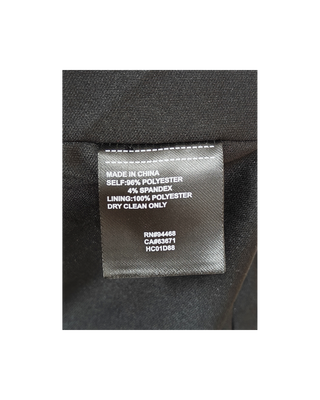 MADE IN CHINA
SELF:96% POLYESTER
4% SPANDEX
LINING:100% POLYESTER
DRY CLEAN ONLY
RN#94468
CA#63671
HC01D88